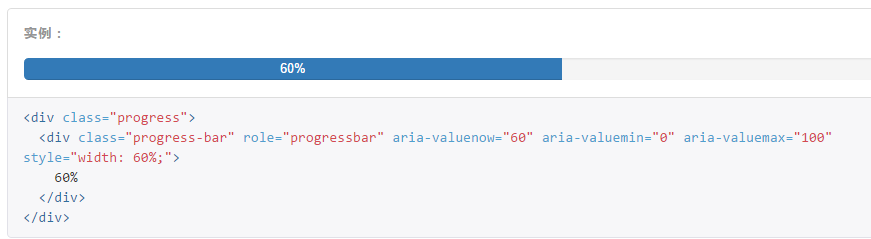 实例：
60%
<div class="progress">
  <div class="progress-bar" role="progressbar" aria-valuenow="60" aria-valuemin="0" aria-valuemax="100"
style="width: 60%;">
    60%
  </div>
</div>